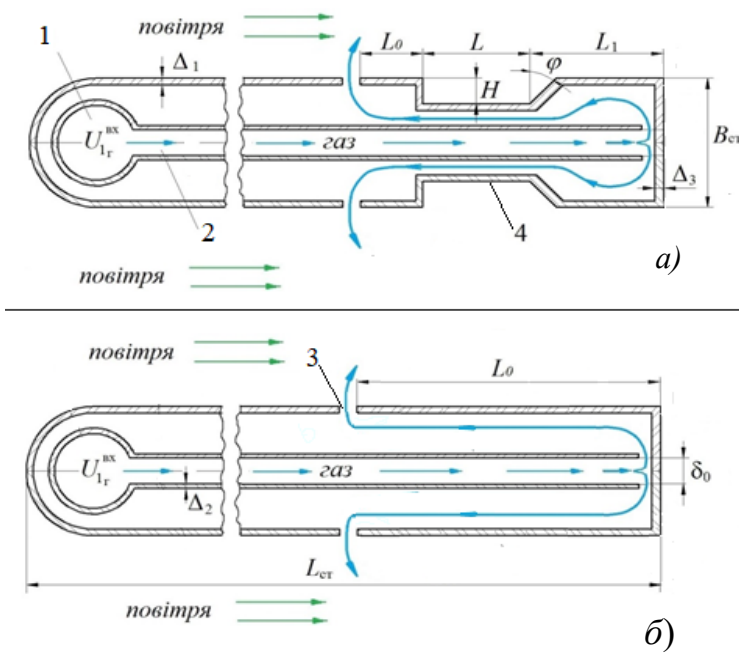 повітря
1
Δ₁
L₀
L
L₁
H
φ
U₁г^вх
газ
Bст
Δ₃
2
4
повітря
а)
повітря
3
L₀
U₁г^вх
газ
δ₀
Δ₂
Lст
повітря
б)